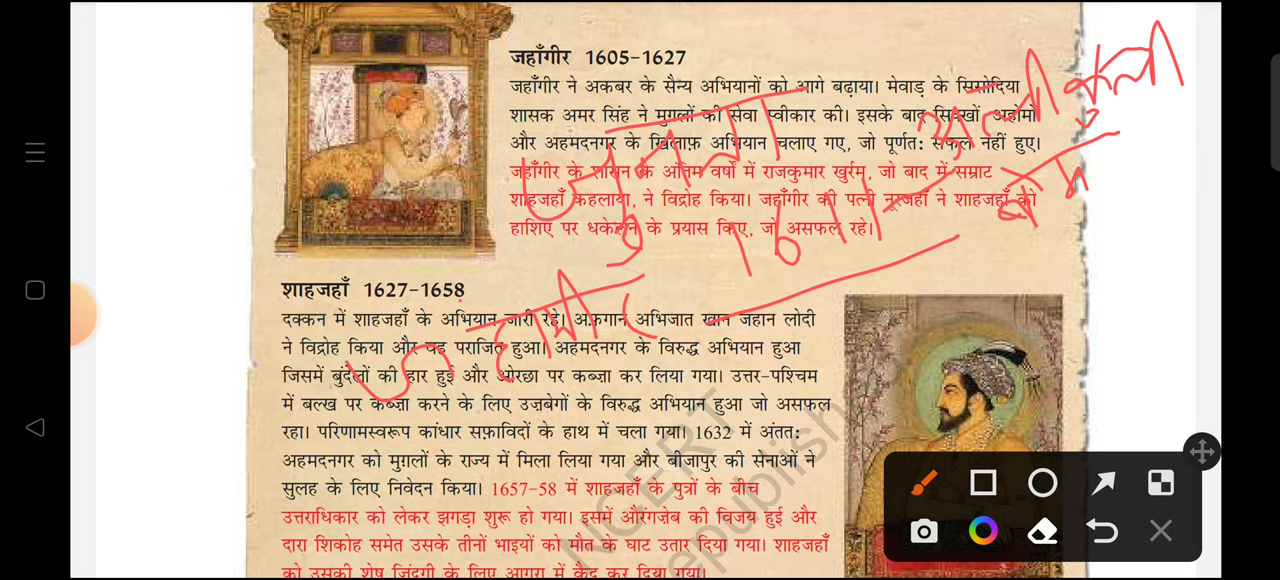 जहाँगीर 1605-1627
जहाँगीर ने अकबर के सैन्य अभियानों को आगे बढ़ाया। मेवाड़ के सिसोदिया
शासक अमर सिंह ने मुग़लों की सेवा स्वीकार की। इसके बाद सिक्खों, अहोमों
और अहमदनगर के खिलाफ़ अभियान चलाए गए, जो पूर्णत: सफल नहीं हुए।
जहाँगीर के शासन के अंतिम वर्षों में राजकुमार खुर्रम, जो बाद में सम्राट
शाहजहाँ कहलाया, ने विद्रोह किया। जहाँगीर की पत्नी नूरजहाँ ने शाहजहाँ को
हाशिए पर धकेलने के प्रयास किए, जो असफल रहे।
1611
शाहजहाँ 1627-1658
दक्कन में शाहजहाँ के अभियान जारी रहे। अफ़गान अभिजात खान जहान लोदी
ने विद्रोह किया और वह पराजित हुआ। अहमदनगर के विरुद्ध अभियान हुआ
जिसमें बुंदेलों की हार हुई और ओरछा पर कब्ज़ा कर लिया गया। उत्तर-पश्चिम
में बल्ख पर कब्ज़ा करने के लिए उज़बेगों के विरुद्ध अभियान हुआ जो असफल
रहा। परिणामस्वरूप कांधार सफ़ाविदों के हाथ में चला गया। 1632 में अंतत:
अहमदनगर को मुग़लों के राज्य में मिला लिया गया और बीजापुर की सेनाओं ने
सुलह के लिए निवेदन किया। 1657-58 में शाहजहाँ के पुत्रों के बीच
उत्तराधिकार को लेकर झगड़ा शुरू हो गया। इसमें औरंगज़ेब की विजय हुई और
दारा शिकोह समेत उसके तीनों भाइयों को मौत के घाट उतार दिया गया। शाहजहाँ
को उसकी शेष ज़िंदगी के लिए आगरा में कैद कर दिया गया।
NCERT
republish